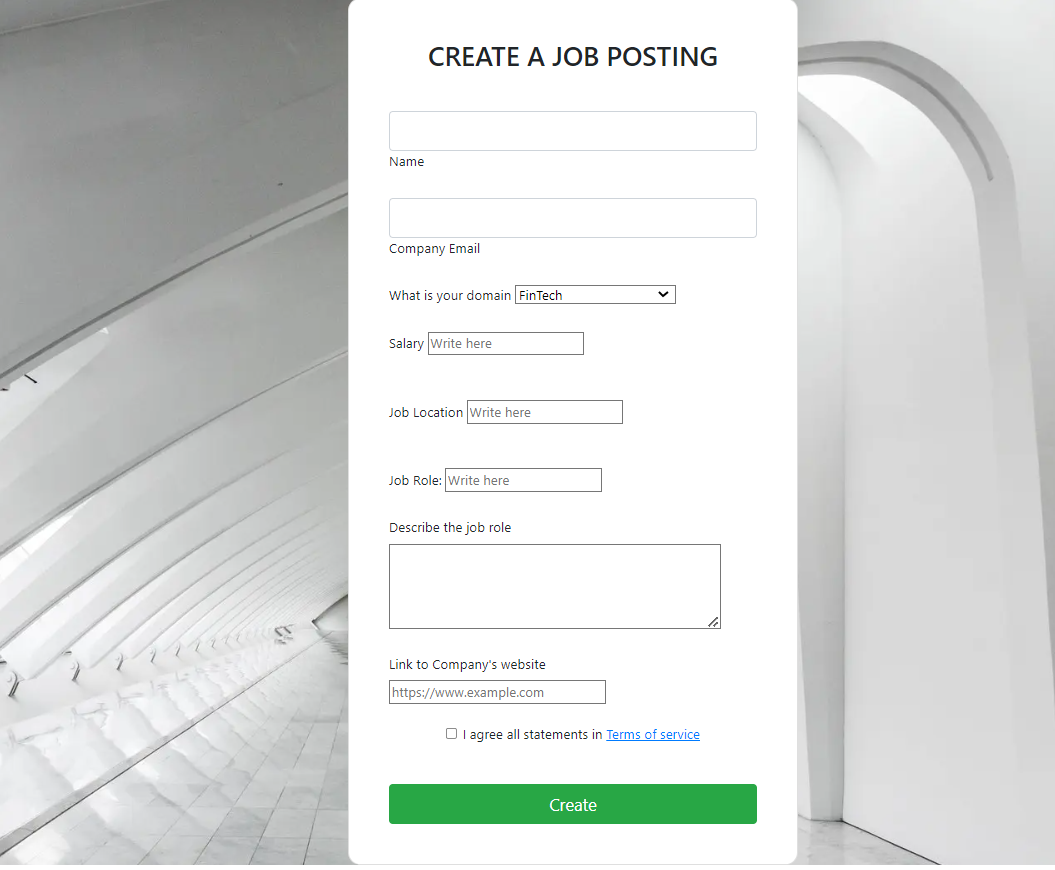 CREATE A JOB POSTING
Name
Company Email
What is your domain FinTech
Salary Write here
Job Location Write here
Job Role: Write here
Describe the job role
Link to Company's website
https://www.example.com
I agree all statements in Terms of service
Create